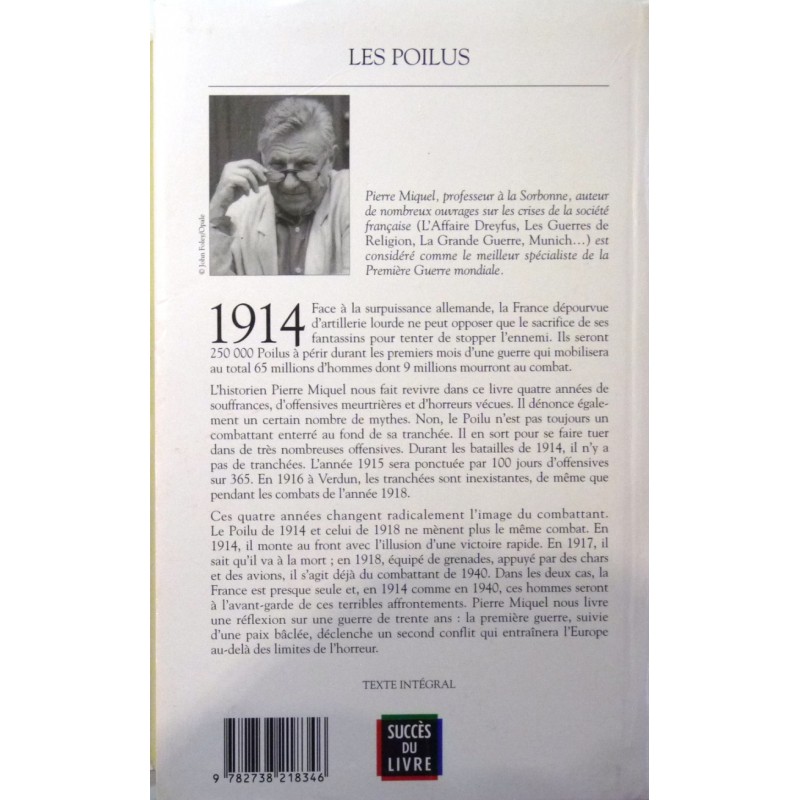 LES POILUS
© John Foley/Opale
Pierre Miquel, professeur à la Sorbonne, auteur
de nombreux ouvrages sur les crises de la société
française (L'Affaire Dreyfus, Les Guerres de
Religion, La Grande Guerre, Munich...) est
considéré comme le meilleur spécialiste de la
Première Guerre mondiale.
1914 Face à la surpuissance allemande, la France dépourvue
d'artillerie lourde ne peut opposer que le sacrifice de ses
fantassins pour tenter de stopper l'ennemi. Ils seront
250 000 Poilus à périr durant les premiers mois d'une guerre qui mobilisera
au total 65 millions d'hommes dont 9 millions mourront au combat.
L'historien Pierre Miquel nous fait revivre dans ce livre quatre années de
souffrances, d'offensives meurtrières et d'horreurs vécues. Il dénonce égale-
ment un certain nombre de mythes. Non, le Poilu n'est pas toujours un
combattant enterré au fond de sa tranchée. Il en sort pour se faire tuer
dans de très nombreuses offensives. Durant les batailles de 1914, il n'y a
pas de tranchées. L'année 1915 sera ponctuée par 100 jours d'offensives
sur 365. En 1916 à Verdun, les tranchées sont inexistantes, de même que
pendant les combats de l'année 1918.
Ces quatre années changent radicalement l'image du combattant.
Le Poilu de 1914 et celui de 1918 ne mènent plus le même combat. En
1914, il monte au front avec l'illusion d'une victoire rapide. En 1917, il
sait qu'il va à la mort ; en 1918, équipé de grenades, appuyé par des chars
et des avions, il s'agit déjà du combattant de 1940. Dans les deux cas, la
France est presque seule et, en 1914 comme en 1940, ces hommes seront
à l'avant-garde de ces terribles affrontements. Pierre Miquel nous livre
une réflexion sur une guerre de trente ans : la première guerre, suivie
d'une paix bâclée, déclenche un second conflit qui entraînera l'Europe
au-delà des limites de l'horreur.
TEXTE INTÉGRAL
SUCCÈS
DU
LIVRE
9 782738 218346